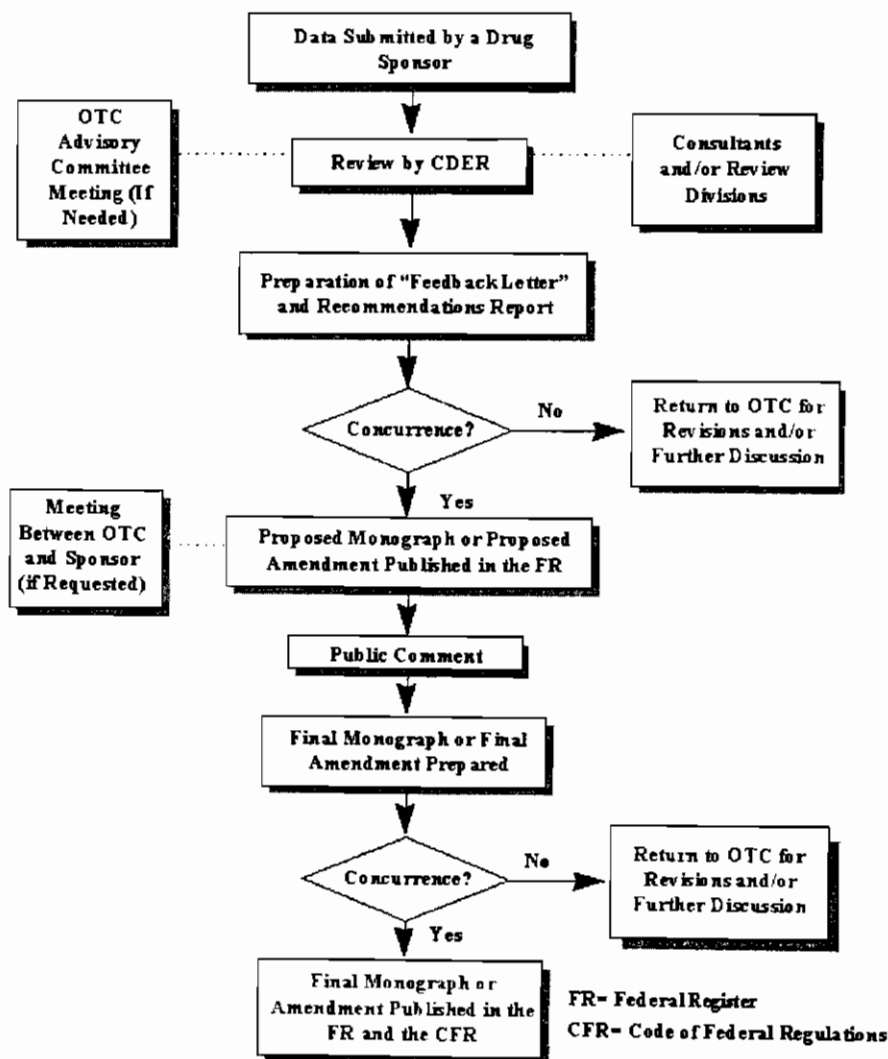 Data Submitted by a Drug
Sponsor
OTC
Advisory
Committee
Meeting (If
Needed)
Review by CDER
Consultants
and/or Review
Divisions
Preparation of “Feedback Letter”
and Recommendations Report
Concurrence?
No
Return to OTC for
Revisions and/or
Further Discussion
Yes
Meeting
Between OTC
and Sponsor
(if Requested)
Proposed Monograph or Proposed
Amendment Published in the FR
Public Comment
Final Monograph or Final
Amendment Prepared
Concurrence?
No
Return to OTC for
Revisions and/or
Further Discussion
Yes
Final Monograph or
Amendment Published in the
FR and the CFR
FR= Federal Register
CFR= Code of Federal Regulations